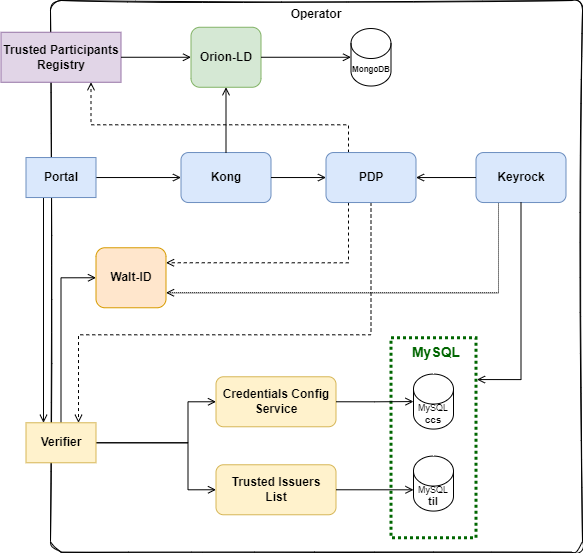 Operator
Trusted Participants
Registry
Orion-LD
MongoDB
Portal
Kong
PDP
Keyrock
Walt-ID
MySQL
Credentials Config
Service
MySQL
ccs
Verifier
Trusted Issuers
List
MySQL
til